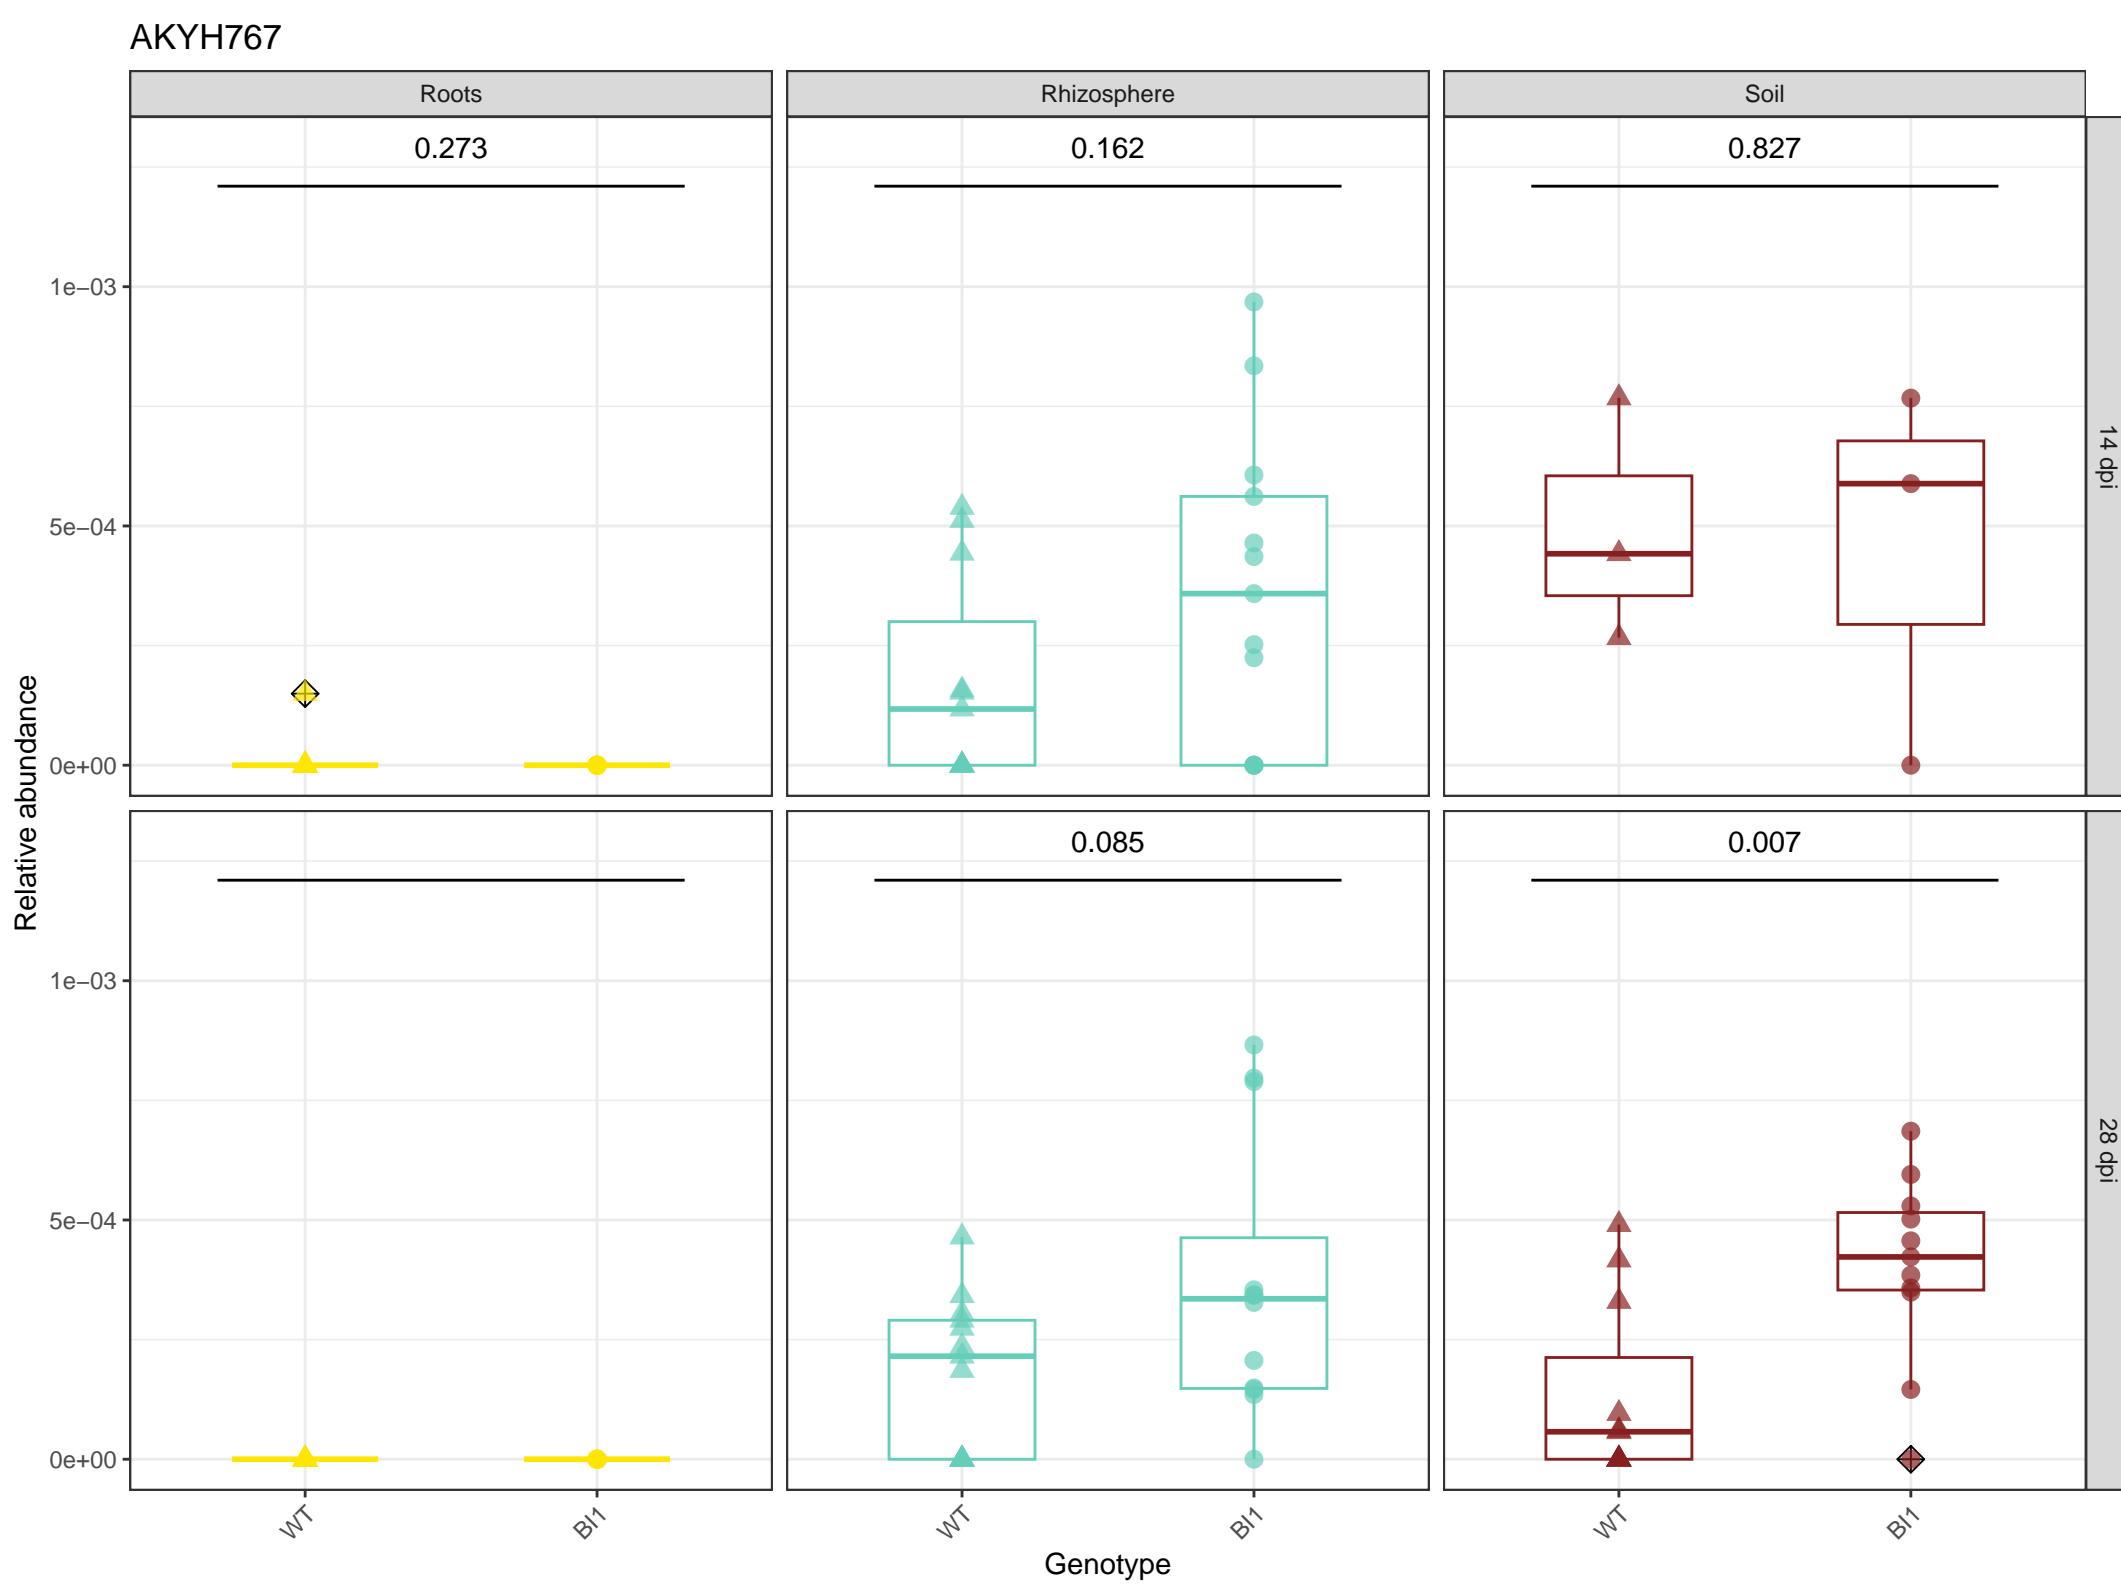 AKYH767
Roots
Rhizosphere
Soil
0.273
0.162
0.827
1e−03
5e−04
0e+00
14 dpi
0.085
0.007
1e−03
5e−04
0e+00
28 dpi
Relative abundance
WT
BI1
WT
BI1
WT
BI1
Genotype